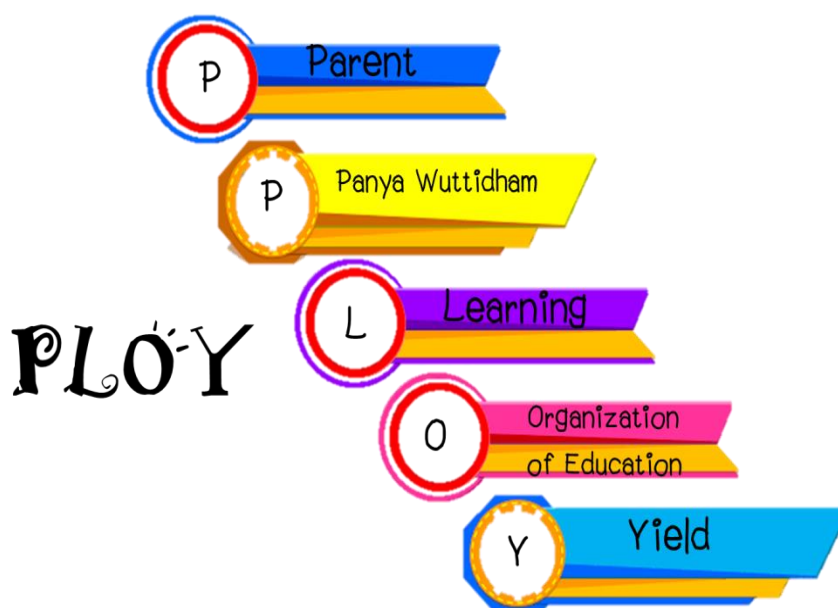 P Parent
P Panya Wuttidham
L Learning
PLOY
O Organization
of Education
Y Yield